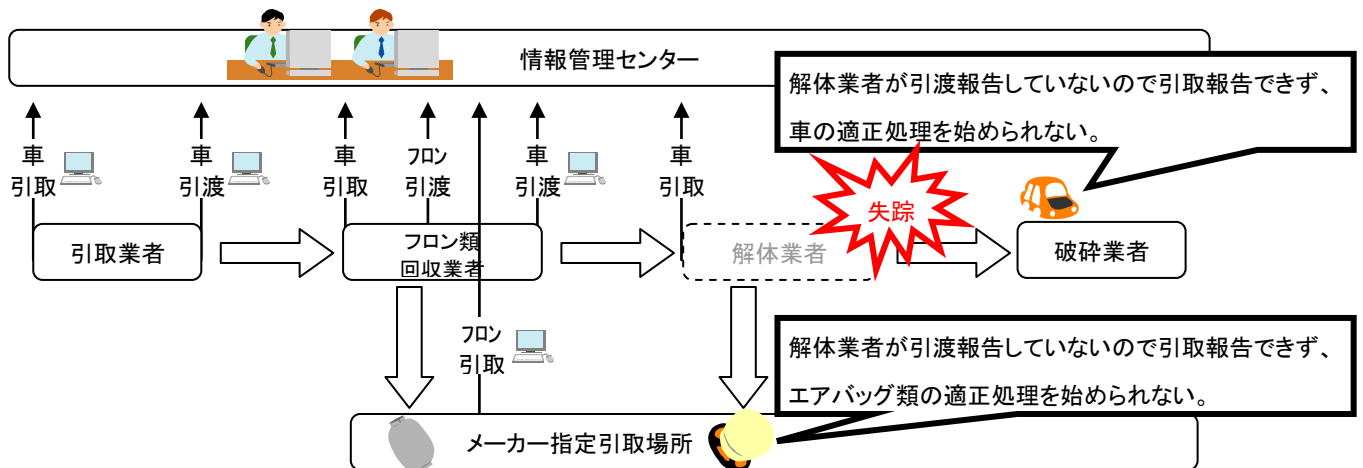 情報管理センター
解体業者が引渡報告していないので引取報告できず、
車の適正処理を始められない。
車
引取
車
引渡
車
引取
フロン
引渡
車
引渡
車
引取
失踪
引取業者
フロン類
回収業者
解体業者
破砕業者
フロン
引取
解体業者が引渡報告していないので引取報告できず、
エアバッグ類の適正処理を始められない。
メーカー指定引取場所